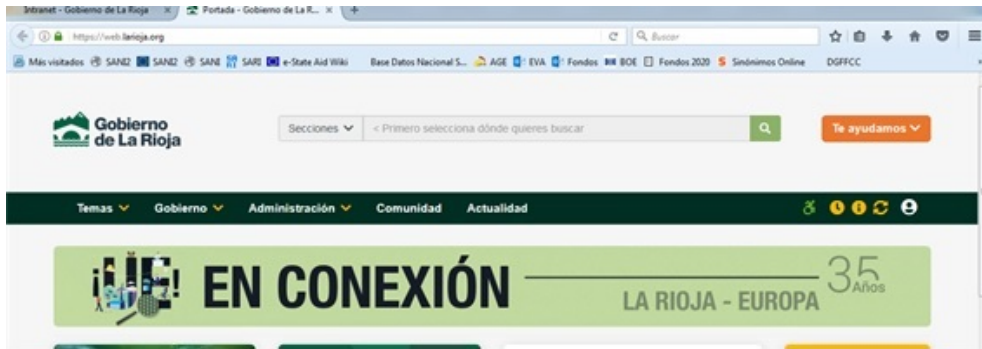 Intranet - Gobierno de La Rioja × Portada - Gobierno de La R... × +
https://web.larioja.org Buscar
Más visitados SANI2 SANI2 SANI SARI e-State Aid Wiki Base Datos Nacional S... AGE EVA Fondos BOE Fondos 2020 Sinónimos Online DGFFCC
Gobierno
de La Rioja
Secciones < Primero selecciona dónde quieres buscar
Te ayudamos
Temas Gobierno Administración Comunidad Actualidad
¡UE! EN CONEXIÓN
LA RIOJA - EUROPA
35
Años